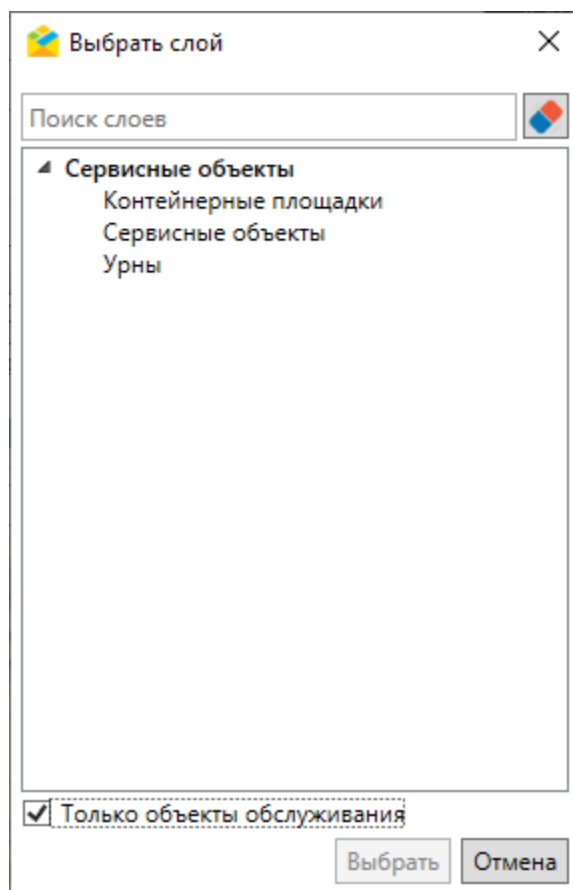 Выбрать слой
Поиск слоев
Сервисные объекты
Контейнерные площадки
Сервисные объекты
Урны
Только объекты обслуживания
Выбрать Отмена